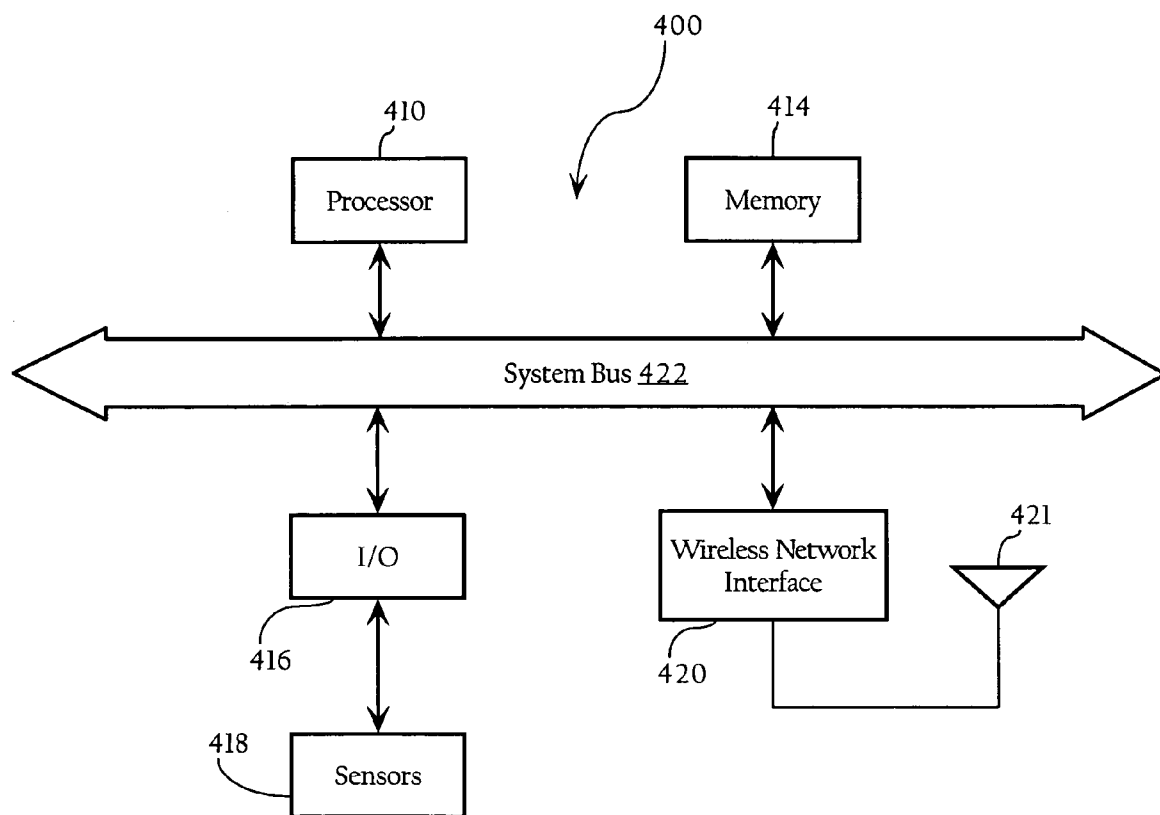 400
410
414
Processor
Memory
System Bus 422
I/O
Wireless Network
Interface
421
416
420
418
Sensors